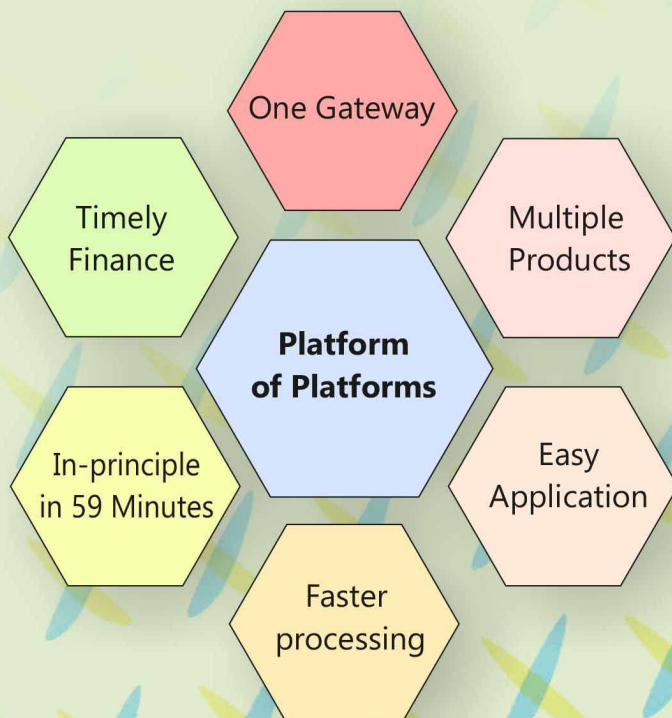 One Gateway
Timely
Finance
Multiple
Products
Platform
of Platforms
In-principle
in 59 Minutes
Easy
Application
Faster
processing